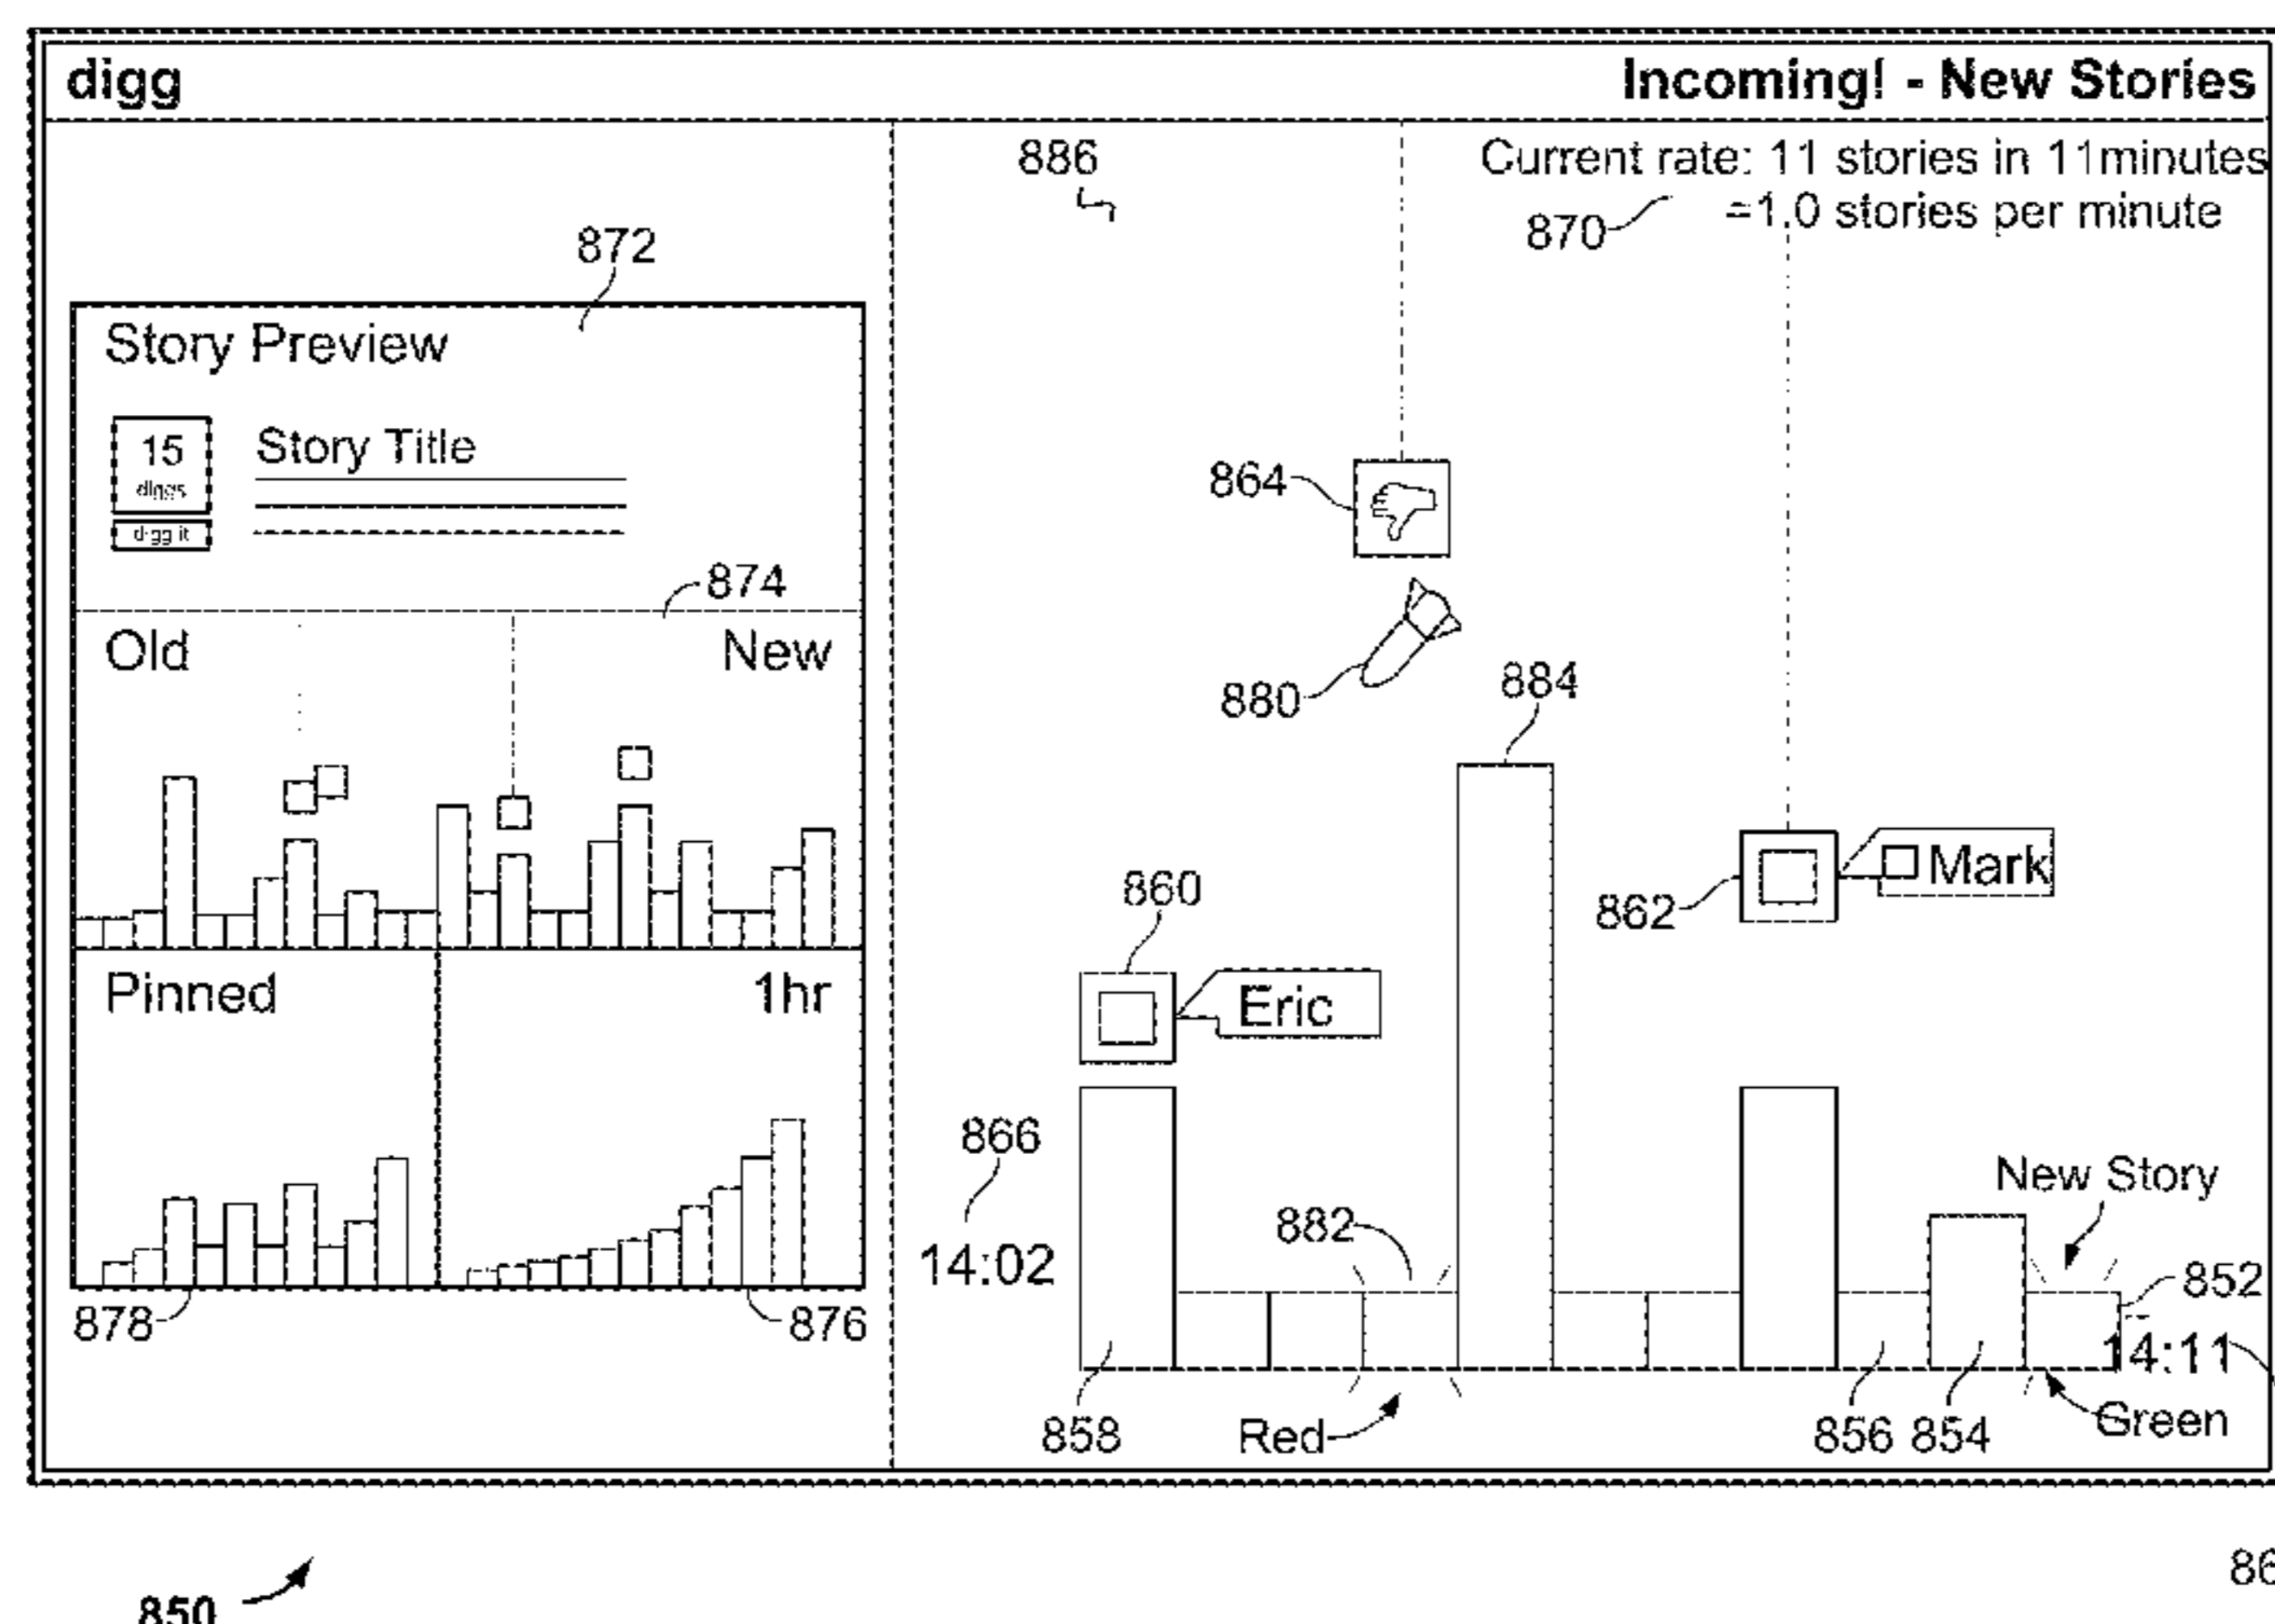 digg
Incoming! - New Stories
886
Current rate: 11 stories in 11minutes
=1.0 stories per minute
870
872
Story Preview
15
diggs
digg it
Story Title
864
874
Old
New
880
884
860
862
Mark
Eric
Pinned
1hr
866
14:02
882
New Story
852
14:11
878
876
858
Red
856
854
Green
850